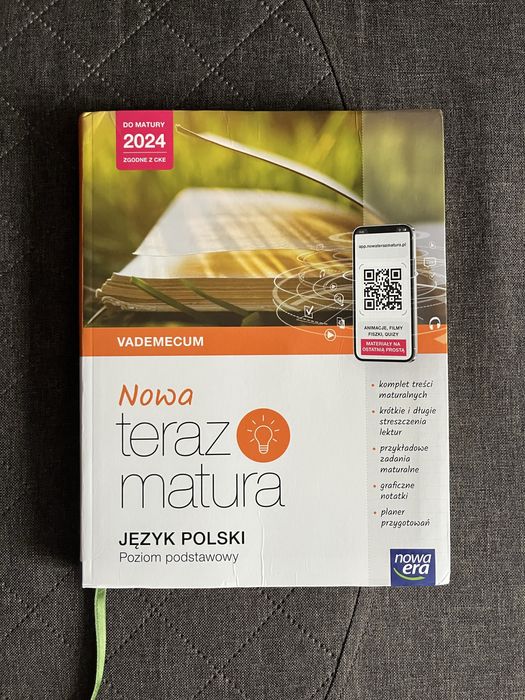 DO MATURY
2024
ZGODNE Z CKE
app.nowaterazmatura.pl
ANIMACJE, FILMY
FISZKI, QUIZY
MATERIAŁY NA
OSTATNIĄ PROSTĄ
VADEMECUM
Nowa
teraz
matura
JĘZYK POLSKI
Poziom podstawowy
• komplet treści
maturalnych
• krótkie i długie
streszczenia
lektur
• przykładowe
zadania
maturalne
• graficzne
notatki
• planer
przygotowań
nowa
era